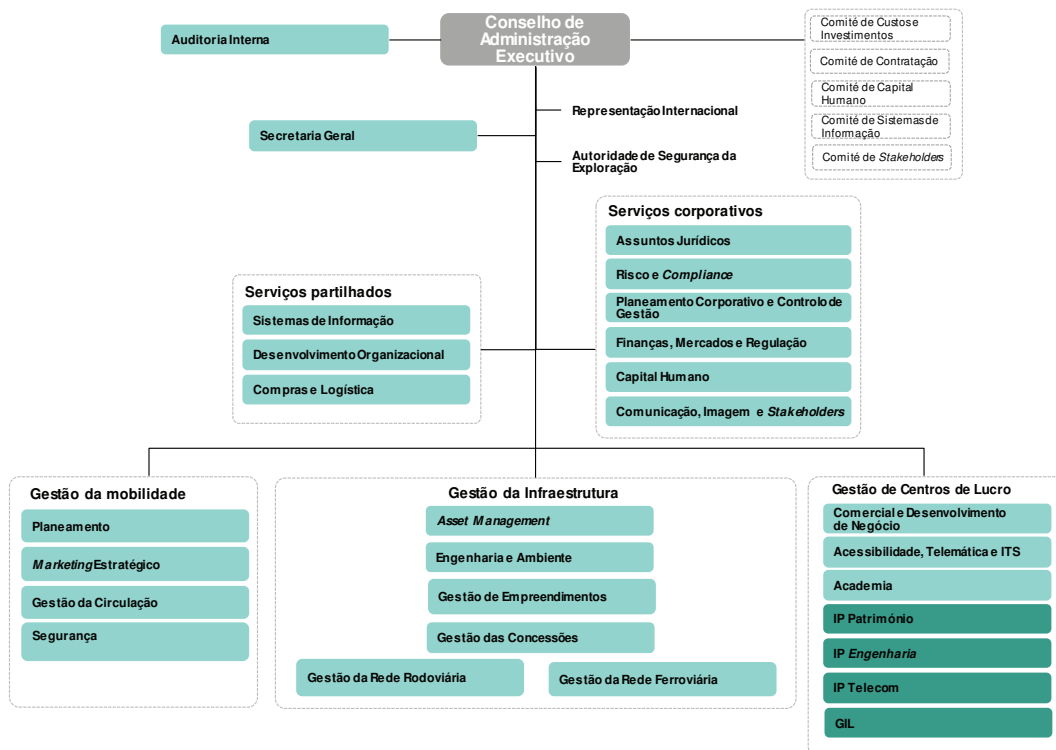 Conselho de
Administração
Executivo
Auditoria Interna
Comité de Custos e
Investimentos
Comité de Contratação
Comité de Capital
Humano
Comité de Sistemas de
Informação
Comité de Stakeholders
Representação Internacional
Secretaria Geral
Autoridade de Segurança da
Exploração
Serviços corporativos
Assuntos Jurídicos
Risco e Compliance
Planeamento Corporativo e Controlo de
Gestão
Finanças, Mercados e Regulação
Capital Humano
Comunicação, Imagem e Stakeholders
Serviços partilhados
Sistemas de Informação
Desenvolvimento Organizacional
Compras e Logística
Gestão da mobilidade
Planeamento
Marketing Estratégico
Gestão da Circulação
Segurança
Gestão da Infraestrutura
Asset Management
Engenharia e Ambiente
Gestão de Empreendimentos
Gestão das Concessões
Gestão da Rede Rodoviária
Gestão da Rede Ferroviária
Gestão de Centros de Lucro
Comercial e Desenvolvimento
de Negócio
Acessibilidade, Telemática e ITS
Academia
IP Património
IP Engenharia
IP Telecom
GIL